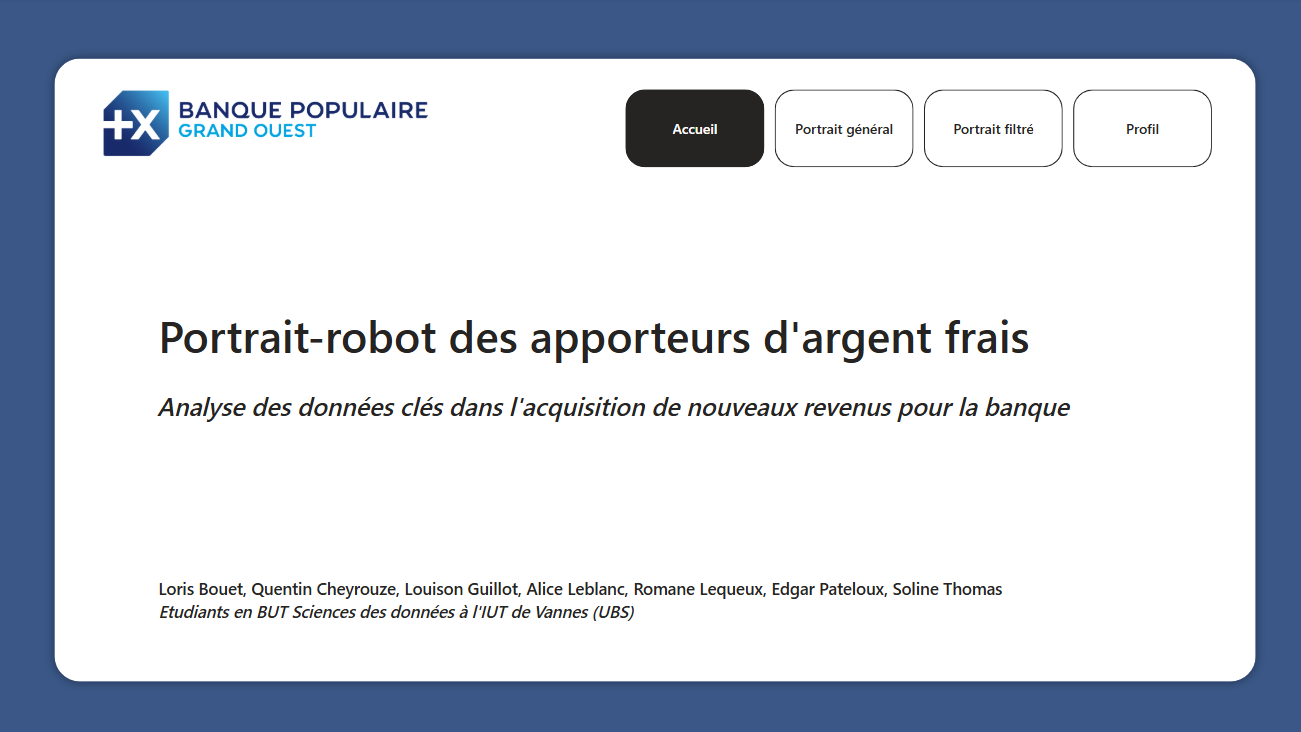 +X BANQUE POPULAIRE
GRAND OUEST
Accueil
Portrait général
Portrait filtré
Profil
Portrait-robot des apporteurs d'argent frais
Analyse des données clés dans l'acquisition de nouveaux revenus pour la banque
Loris Bouet, Quentin Cheyrouze, Louison Guillot, Alice Leblanc, Romane Lequeux, Edgar Pateloux, Soline Thomas
Etudiants en BUT Sciences des données à l'IUT de Vannes (UBS)